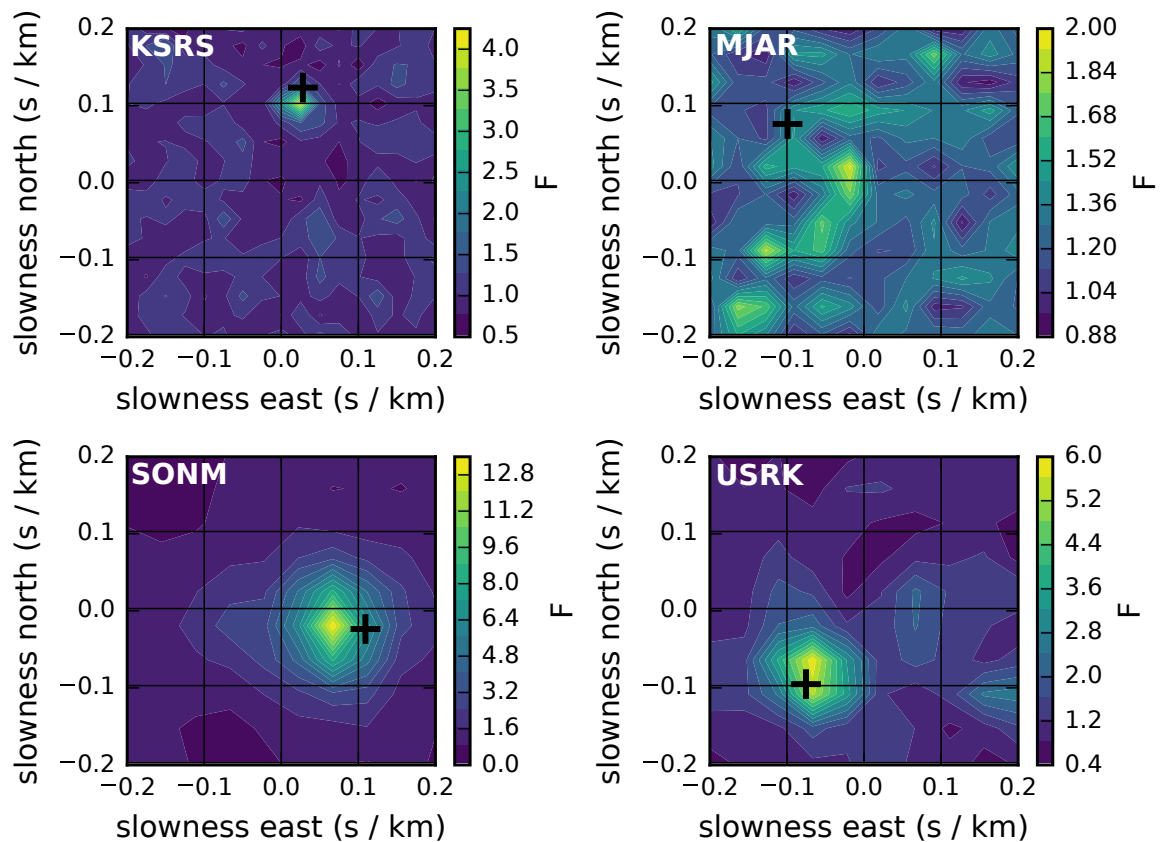 KSRS
0.2
0.1
0.0
−0.1
−0.2
slowness north (s / km)
−0.2 −0.1 0.0 0.1 0.2
slowness east (s / km)
4.0
3.5
3.0
2.5
2.0
1.5
1.0
0.5
F
MJAR
0.2
0.1
0.0
−0.1
−0.2
slowness north (s / km)
−0.2 −0.1 0.0 0.1 0.2
slowness east (s / km)
2.00
1.84
1.68
1.52
1.36
1.20
1.04
0.88
F
SONM
0.2
0.1
0.0
−0.1
−0.2
slowness north (s / km)
−0.2 −0.1 0.0 0.1 0.2
slowness east (s / km)
12.8
11.2
9.6
8.0
6.4
4.8
3.2
1.6
0.0
F
USRK
0.2
0.1
0.0
−0.1
−0.2
slowness north (s / km)
−0.2 −0.1 0.0 0.1 0.2
slowness east (s / km)
6.0
5.2
4.4
3.6
2.8
2.0
1.2
0.4
F